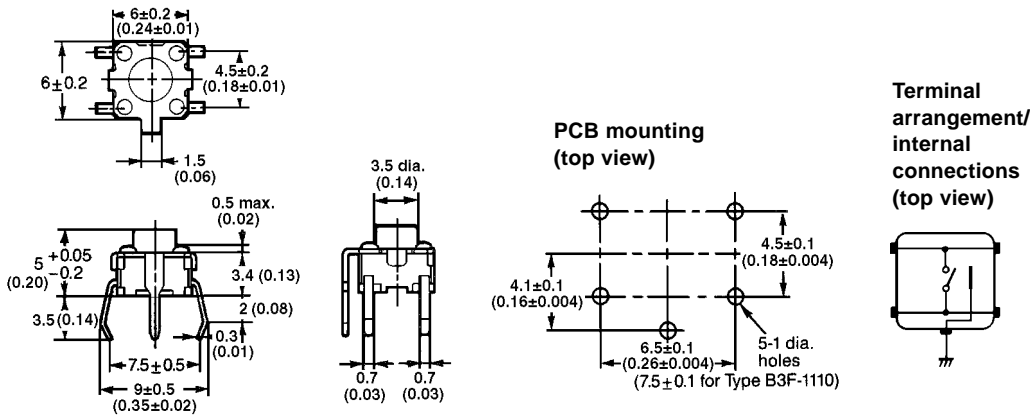 6±0.2
(0.24±0.01)
6±0.2
4.5±0.2
(0.18±0.01)
1.5
(0.06)
0.5 max.
(0.02)
5 +0.05
(0.20) −0.2
3.4 (0.13)
2 (0.08)
3.5 (0.14)
0.3
(0.01)
7.5±0.5
9±0.5
(0.35±0.02)
3.5 dia.
(0.14)
0.7
(0.03)
0.7
(0.03)
PCB mounting
(top view)
4.5±0.1
(0.18±0.004)
4.1±0.1
(0.16±0.004)
6.5±0.1
(0.26±0.004)
(7.5±0.1 for Type B3F-1110)
5-1 dia.
holes
Terminal
arrangement/
internal
connections
(top view)